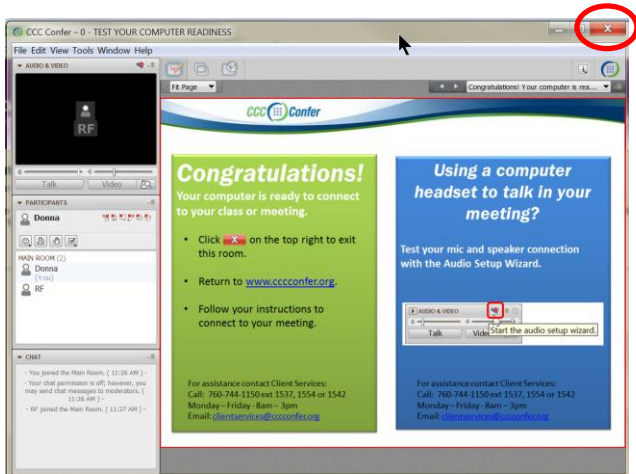 CCC Confer – 0 - TEST YOUR COMPUTER READINESS
File Edit View Tools Window Help
AUDIO & VIDEO
RF
Talk
Video
PARTICIPANTS
Donna
MAIN ROOM (2)
Donna
(You)
RF
CHAT
- You joined the Main Room. ( 11:26 AM ) -
- Your chat permission is off; however, you
may send chat messages to moderators. (
11:26 AM ) -
- RF joined the Main Room. ( 11:27 AM ) -
Fit Page
Congratulations! Your computer is rea...
CCC Confer
Congratulations!
Your computer is ready to connect
to your class or meeting.
• Click X on the top right to exit
this room.
• Return to www.cccconfer.org.
• Follow your instructions to
connect to your meeting.
For assistance contact Client Services:
Call: 760-744-1150 ext 1537, 1554 or 1542
Monday – Friday - 8am – 3pm
Email: clientservices@cccconfer.org
Using a computer
headset to talk in your
meeting?
Test your mic and speaker connection
with the Audio Setup Wizard.
AUDIO & VIDEO
Talk
Start the audio setup wizard.
For assistance contact Client Services:
Call: 760-744-1150 ext 1537, 1554 or 1542
Monday – Friday - 8am – 3pm
Email: clientservices@cccconfer.org